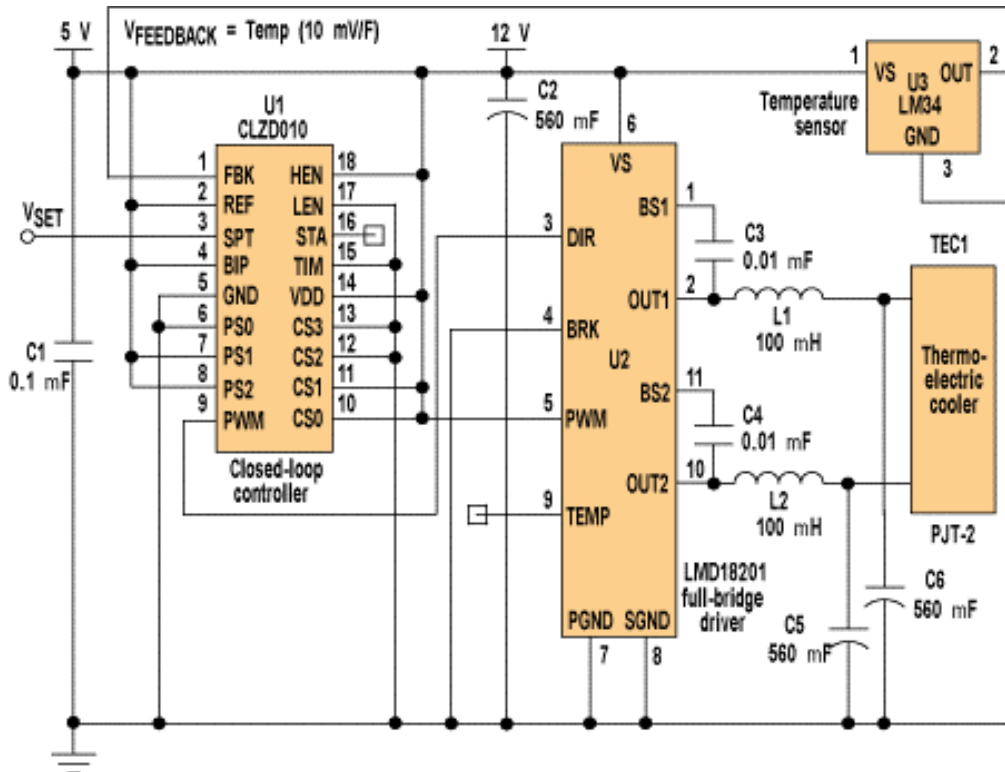 5 V
V_FEEDBACK = Temp (10 mV/F)
12 V
U1
CLZD010
1 FBK
2 REF
3 SPT
4 BIP
5 GND
6 PS0
7 PS1
8 PS2
9 PWM
HEN 18
LEN 17
STA 16
TIM 15
VDD 14
CS3 13
CS2 12
CS1 11
CS0 10
Closed-loop
controller
V_SET
C1
0.1 mF
C2
560 mF
6
VS
3 DIR
4 BRK
5 PWM
9 TEMP
U2
BS1 1
OUT1 2
BS2 11
OUT2 10
PGND SGND
7 8
LMD18201
full-bridge
driver
C3
0.01 mF
L1
100 mH
C4
0.01 mF
L2
100 mH
C5
560 mF
C6
560 mF
Temperature
sensor
1 VS
U3
LM34
OUT 2
GND
3
TEC1
Thermo-
electric
cooler
PJT-2